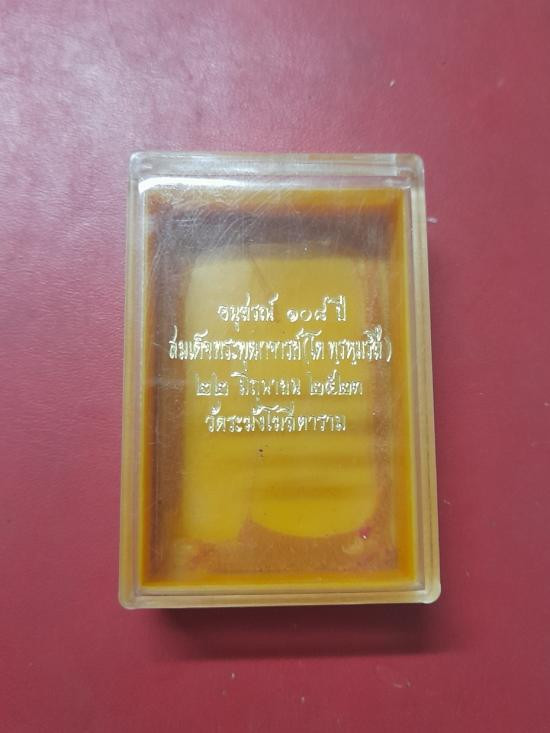 อนุสรณ์ ๑๐๘ ปี
สมเด็จพระพุฒาจารย์(โต พฺรหฺมรํสี)
๒๒ มิถุนายน ๒๕๒๓
วัดระฆังโฆสิตาราม